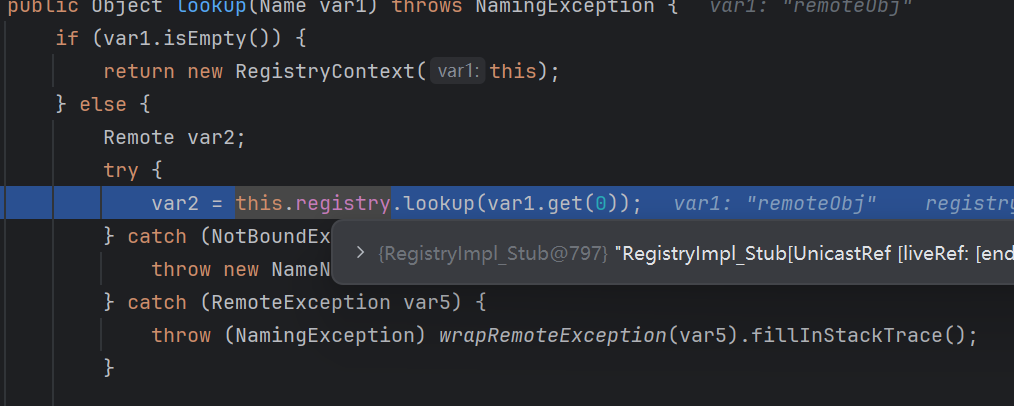 public Object lookup(Name var1) throws NamingException {   var1: "remoteObj"
    if (var1.isEmpty()) {
        return new RegistryContext( var1: this);
    } else {
        Remote var2;
        try {
            var2 = this.registry.lookup(var1.get(0));   var1: "remoteObj"    registry
        } catch (NotBoundEx
{RegistryImpl_Stub@797} "RegistryImpl_Stub[UnicastRef [liveRef: [end
            throw new NameN
        } catch (RemoteException var5) {
            throw (NamingException) wrapRemoteException(var5).fillInStackTrace();
        }